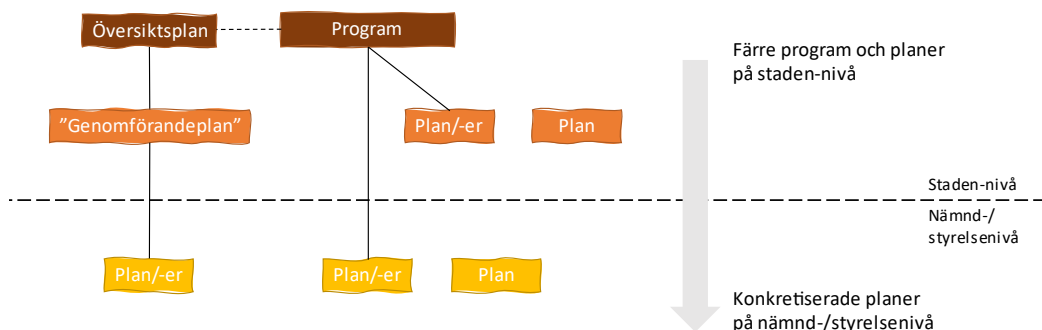 Översiktsplan
Program
Färre program och planer
på staden-nivå
”Genomförandeplan”
Plan/-er
Plan
Staden-nivå
Nämnd-/
styrelsenivå
Plan/-er
Plan/-er
Plan
Konkretiserade planer
på nämnd-/styrelsenivå